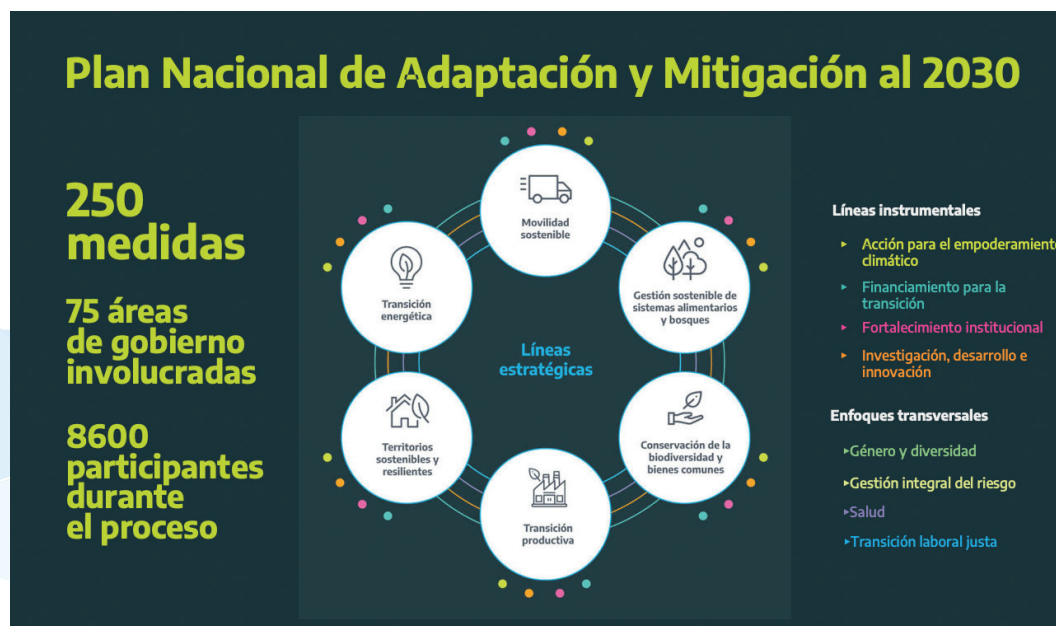 Plan Nacional de Adaptación y Mitigación al 2030
250
medidas
75 áreas
de gobierno
involucradas
8600
participantes
durante
el proceso
Movilidad
sostenible
Transición
energética
Gestión sostenible de
sistemas alimentarios
y bosques
Líneas
estratégicas
Territorios
sostenibles y
resilientes
Conservación de la
biodiversidad y
bienes comunes
Transición
productiva
Líneas instrumentales
Acción para el empoderamiento
climático
Financiamiento para la
transición
Fortalecimiento institucional
Investigación, desarrollo e
innovación
Enfoques transversales
Género y diversidad
Gestión integral del riesgo
Salud
Transición laboral justa